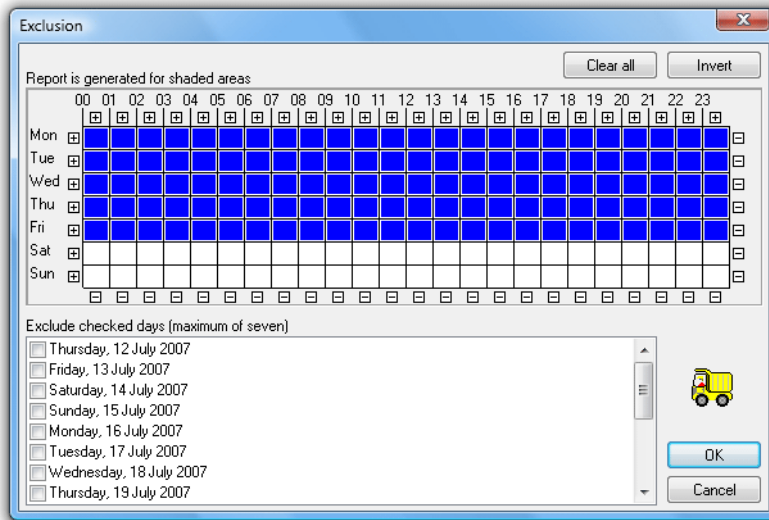 Exclusion
Clear all Invert
Report is generated for shaded areas
00 01 02 03 04 05 06 07 08 09 10 11 12 13 14 15 16 17 18 19 20 21 22 23
Mon
Tue
Wed
Thu
Fri
Sat
Sun
Exclude checked days (maximum of seven)
Thursday, 12 July 2007
Friday, 13 July 2007
Saturday, 14 July 2007
Sunday, 15 July 2007
Monday, 16 July 2007
Tuesday, 17 July 2007
Wednesday, 18 July 2007
Thursday, 19 July 2007
OK
Cancel